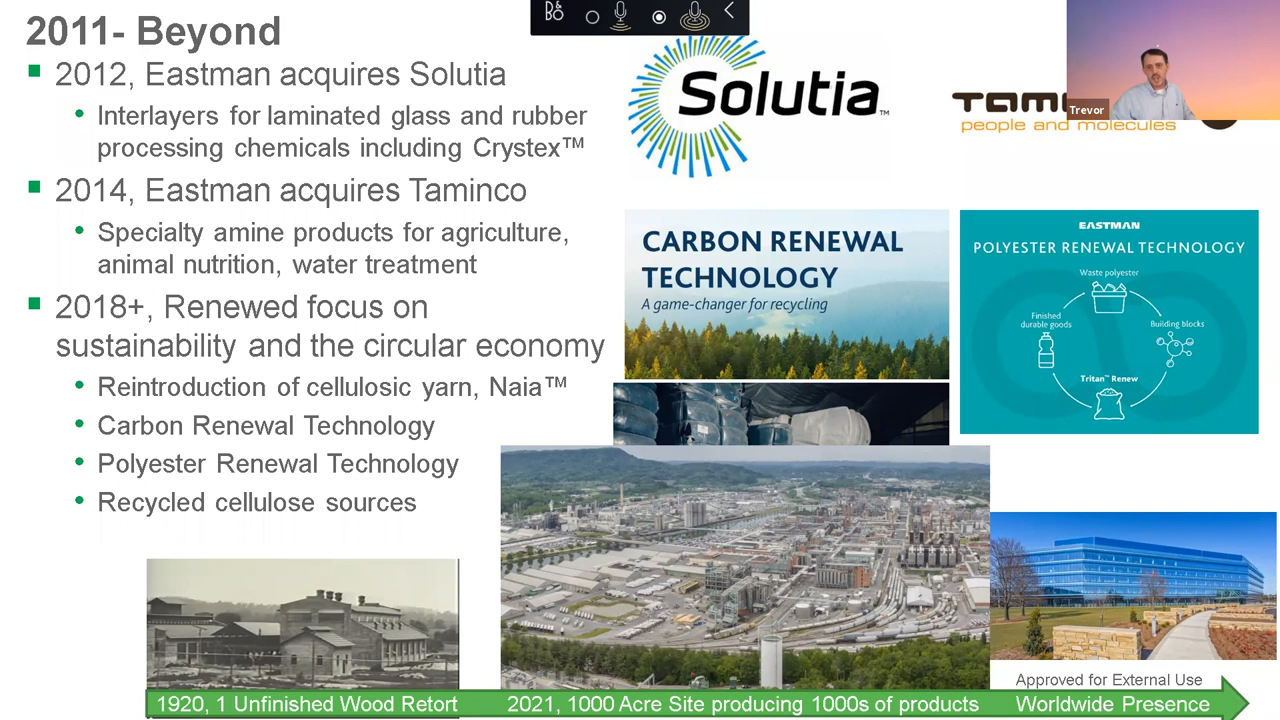 2011- Beyond
2012, Eastman acquires Solutia
Interlayers for laminated glass and rubber
processing chemicals including Crystex™
2014, Eastman acquires Taminco
Specialty amine products for agriculture,
animal nutrition, water treatment
2018+, Renewed focus on
sustainability and the circular economy
Reintroduction of cellulosic yarn, Naia™
Carbon Renewal Technology
Polyester Renewal Technology
Recycled cellulose sources
B&O
Solutia™
people and molecules
Trevor
CARBON RENEWAL
TECHNOLOGY
A game-changer for recycling
EASTMAN
POLYESTER RENEWAL TECHNOLOGY
Waste polyester
Finished
durable goods
Building blocks
Tritan™ Renew
Approved for External Use
1920, 1 Unfinished Wood Retort
2021, 1000 Acre Site producing 1000s of products
Worldwide Presence